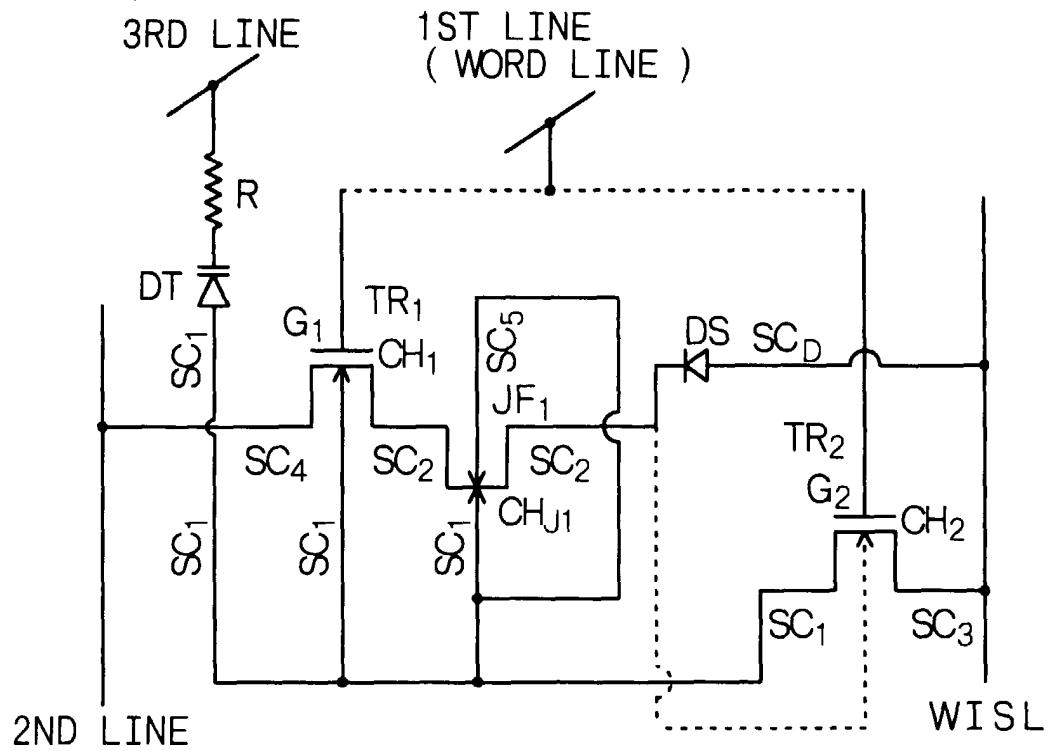 3RD LINE
1ST LINE
( WORD LINE )
R
DT
G1
TR1
CH1
SC1
SC5
DS
SCD
JF1
SC4
SC2
SC2
TR2
G2
CH2
CHJ1
SC1
SC1
SC1
SC1
SC3
2ND LINE
WISL